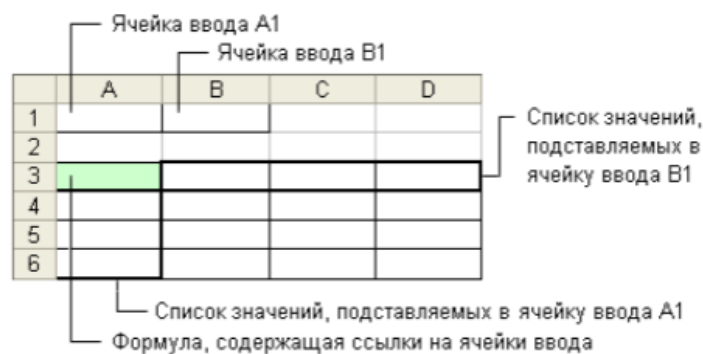 Ячейка ввода A1
Ячейка ввода B1
A B C D
1
2
3
4
5
6
Список значений,
подставляемых в
ячейку ввода B1
Список значений, подставляемых в ячейку ввода A1
Формула, содержащая ссылки на ячейки ввода